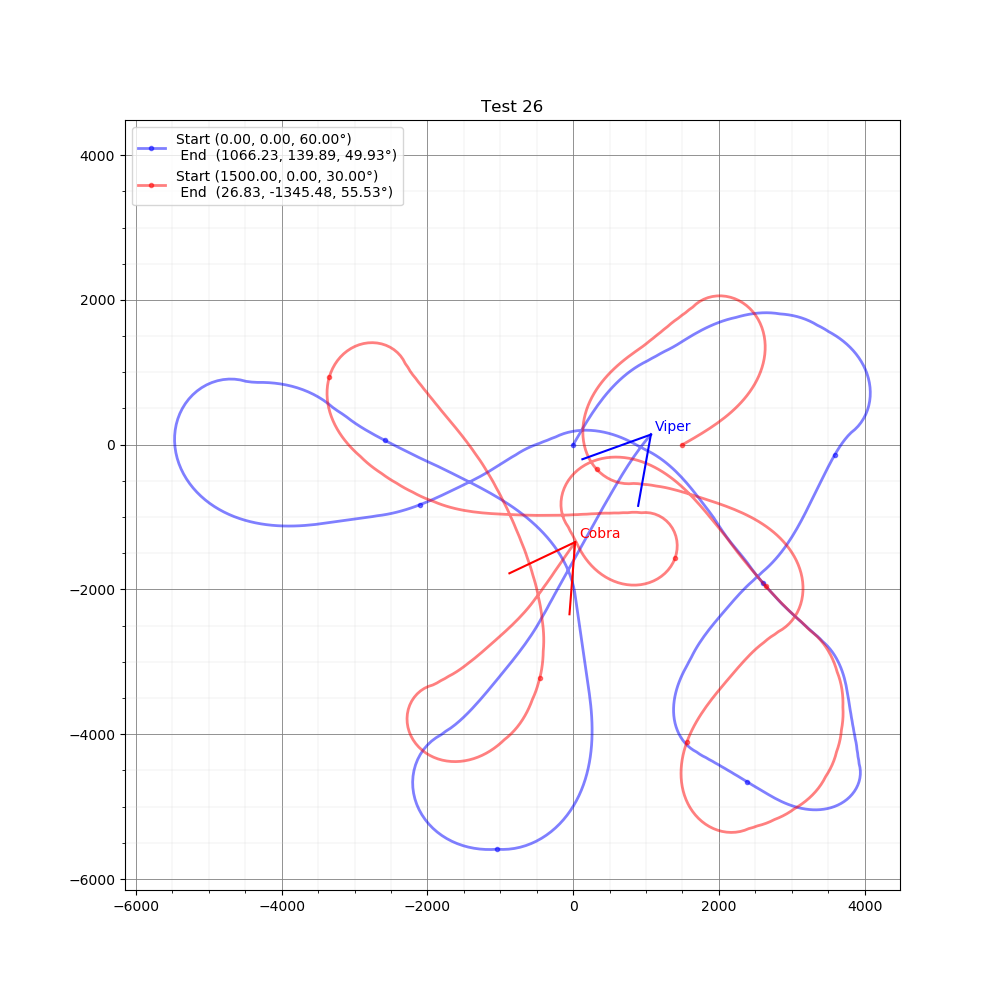 Test 26
Start (0.00, 0.00, 60.00°)
End  (1066.23, 139.89, 49.93°)
Start (1500.00, 0.00, 30.00°)
End  (26.83, -1345.48, 55.53°)
4000
2000
Viper
0
Cobra
−2000
−4000
−6000
−6000 −4000 −2000 0 2000 4000